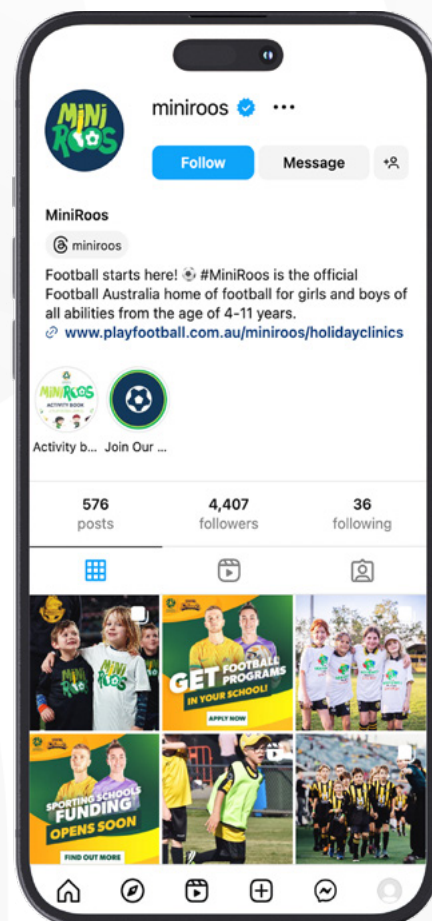 MiNi
ROOS
miniroos
Follow
Message
MiniRoos
miniroos
Football starts here! ⚽ #MiniRoos is the official
Football Australia home of football for girls and boys of
all abilities from the age of 4-11 years.
www.playfootball.com.au/miniroos/holidayclinics
MiNiROOS
ACTIVITY BOOK
Activity b...
Join Our ...
576
posts
4,407
followers
36
following
MiNi
ROOS
MiNi
ROOS
GET FOOTBALL
PROGRAMS
IN YOUR SCHOOL!
APPLY NOW
SPORTING SCHOOLS
FUNDING
OPENS SOON
FIND OUT MORE